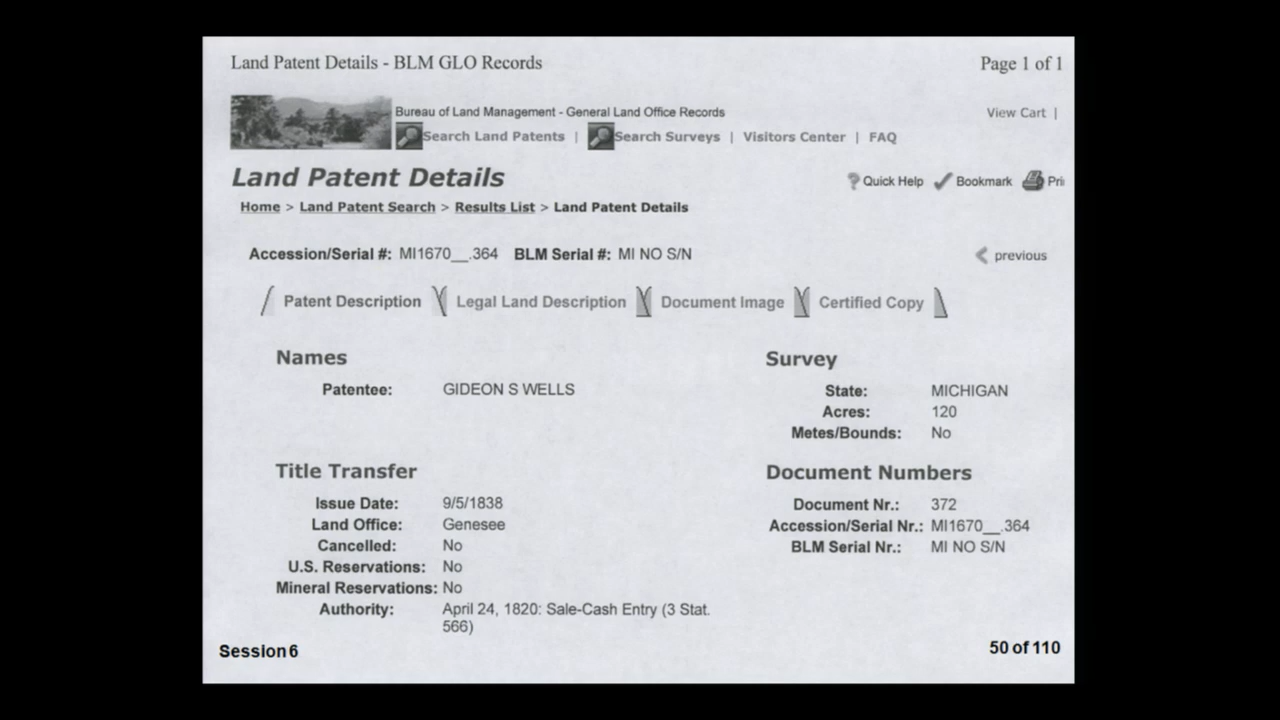 Land Patent Details - BLM GLO Records
Page 1 of 1
Bureau of Land Management - General Land Office Records
View Cart |
Search Land Patents | Search Surveys | Visitors Center | FAQ
Land Patent Details
Quick Help Bookmark Pri
Home > Land Patent Search > Results List > Land Patent Details
Accession/Serial #: MI1670__.364 BLM Serial #: MI NO S/N
previous
Patent Description Legal Land Description Document Image Certified Copy
Names
Patentee: GIDEON S WELLS
Survey
State: MICHIGAN
Acres: 120
Metes/Bounds: No
Title Transfer
Issue Date: 9/5/1838
Land Office: Genesee
Cancelled: No
U.S. Reservations: No
Mineral Reservations: No
Authority: April 24, 1820: Sale-Cash Entry (3 Stat.
566)
Document Numbers
Document Nr.: 372
Accession/Serial Nr.: MI1670__.364
BLM Serial Nr.: MI NO S/N
Session 6
50 of 110